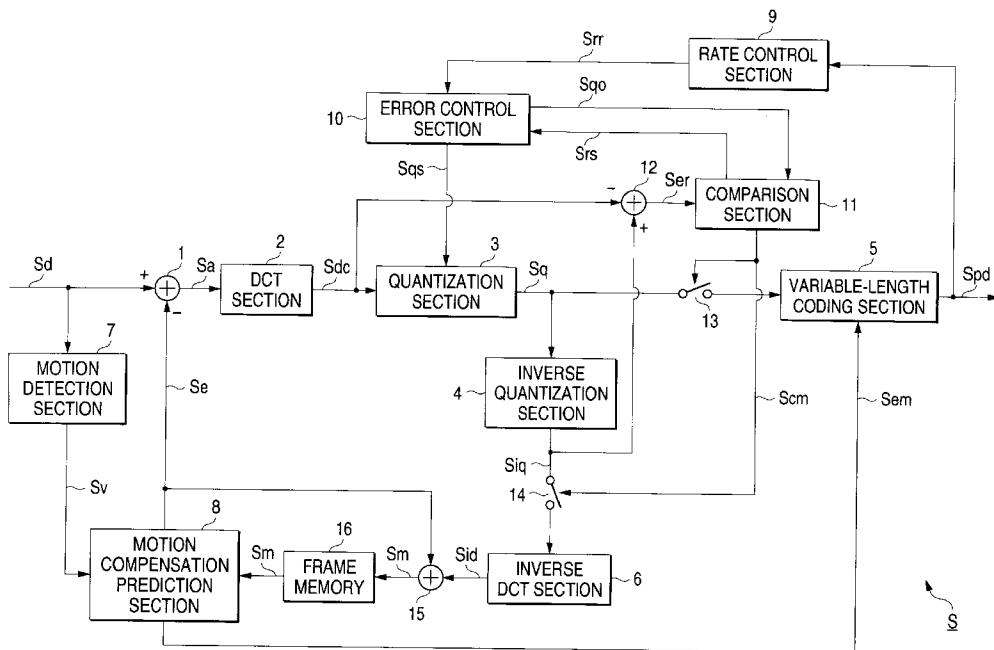 9
Srr
RATE CONTROL
SECTION
Sqo
10
ERROR CONTROL
SECTION
Srs
Sqs
12
-
Ser
+
COMPARISON
SECTION
11
Sd
+
1
-
Sa
2
DCT
SECTION
Sdc
3
QUANTIZATION
SECTION
Sq
13
5
VARIABLE-LENGTH
CODING SECTION
Spd
7
MOTION
DETECTION
SECTION
Se
4
INVERSE
QUANTIZATION
SECTION
Scm
Sem
Sv
Siq
14
8
MOTION
COMPENSATION
PREDICTION
SECTION
Sm
16
FRAME
MEMORY
Sm
15
Sid
INVERSE
DCT SECTION
6
S